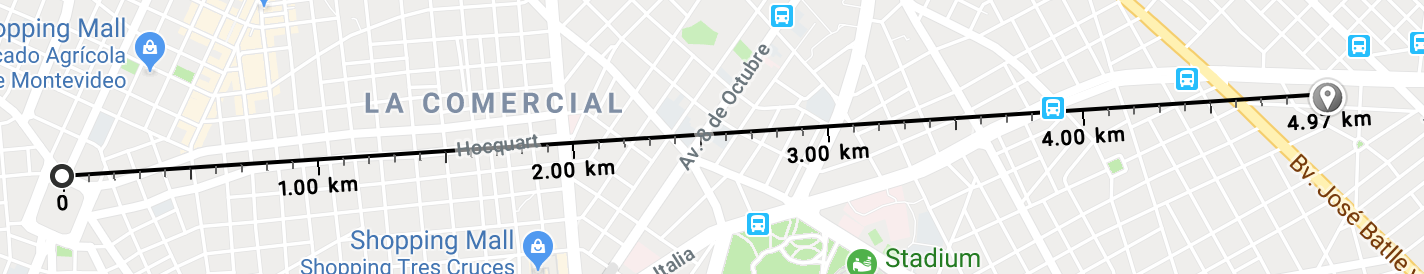 opping Mall
cado Agrícola
e Montevideo
LA COMERCIAL
Hocquart
Av. 8 de Octubre
0
1.00 km
2.00 km
3.00 km
4.00 km
4.97 km
Shopping Mall
Shopping Tres Cruces
Italia
Stadium
Bv. José Batlle